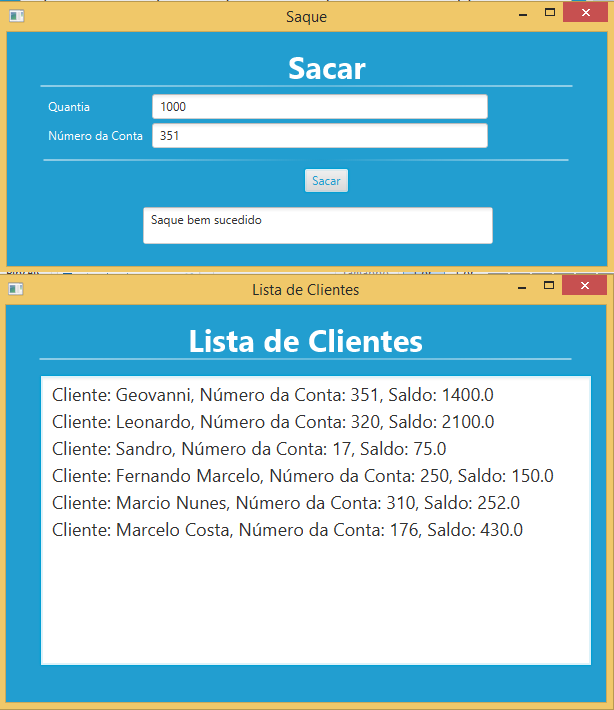 Saque
Sacar
Quantia 1000
Número da Conta 351
Sacar
Saque bem sucedido
Lista de Clientes
Lista de Clientes
Cliente: Geovanni, Número da Conta: 351, Saldo: 1400.0
Cliente: Leonardo, Número da Conta: 320, Saldo: 2100.0
Cliente: Sandro, Número da Conta: 17, Saldo: 75.0
Cliente: Fernando Marcelo, Número da Conta: 250, Saldo: 150.0
Cliente: Marcio Nunes, Número da Conta: 310, Saldo: 252.0
Cliente: Marcelo Costa, Número da Conta: 176, Saldo: 430.0